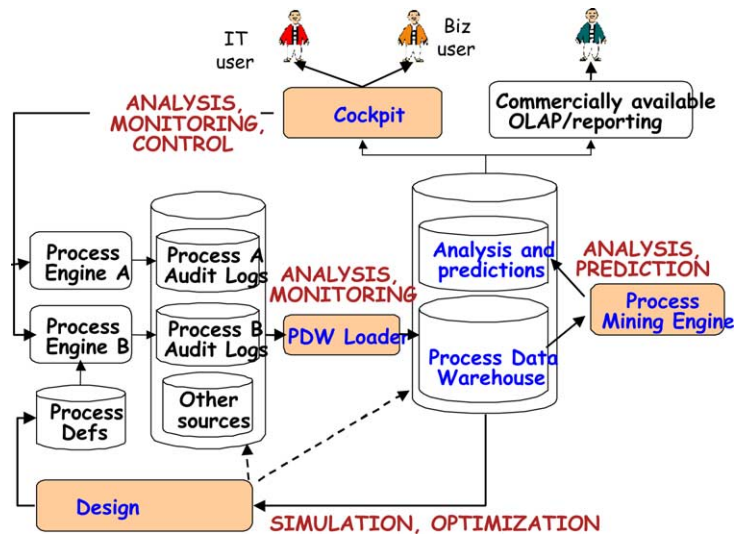 IT
user
Biz
user
ANALYSIS,
MONITORING,
CONTROL
Cockpit
Commercially available
OLAP/reporting
Process
Engine A
Process A
Audit Logs
Analysis and
predictions
ANALYSIS,
PREDICTION
ANALYSIS,
MONITORING
Process
Engine B
Process B
Audit Logs
PDW Loader
Process Data
Warehouse
Process
Mining Engine
Process
Defs
Other
sources
Design
SIMULATION, OPTIMIZATION